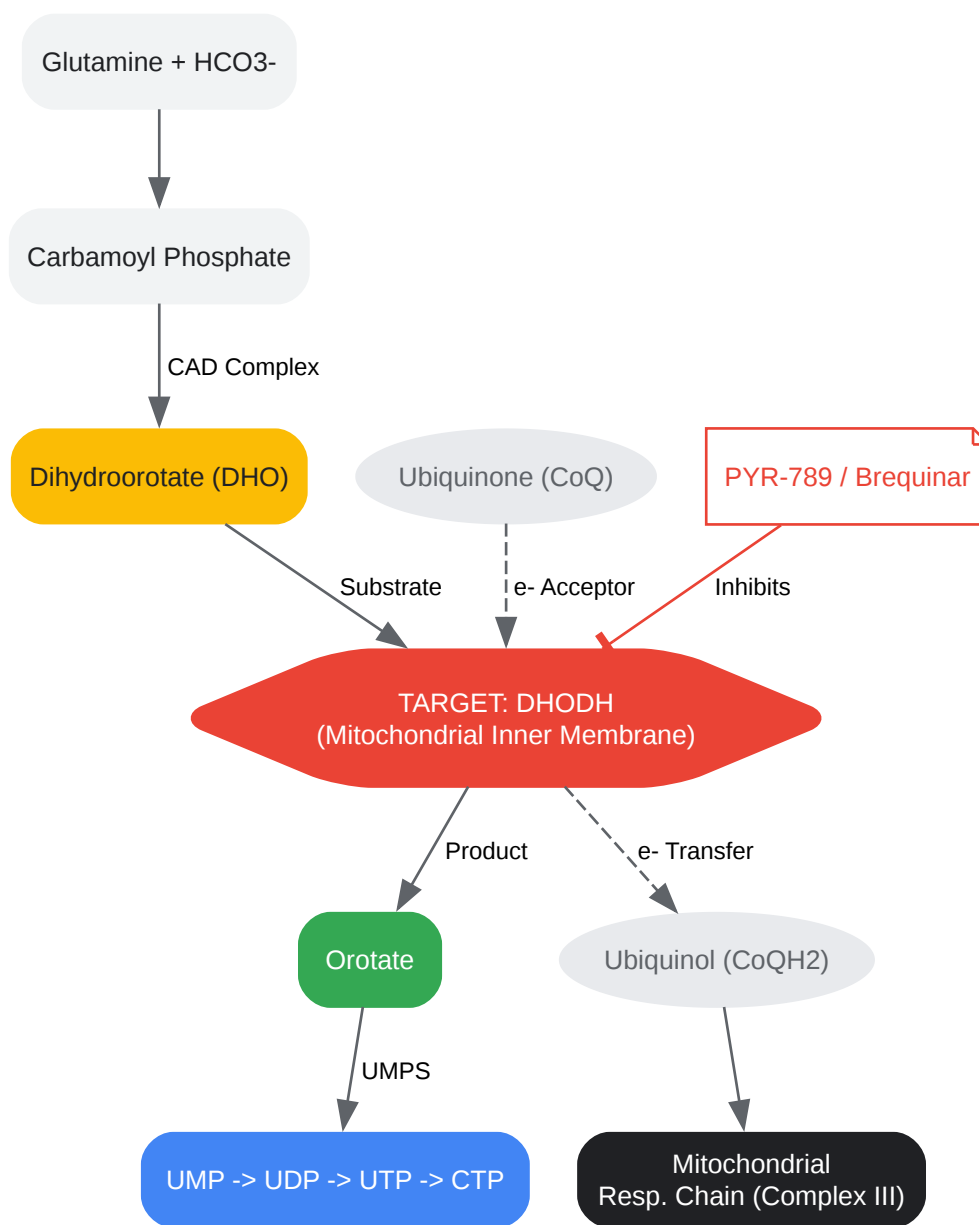 Glutamine + HCO3-
Carbamoyl Phosphate
CAD Complex
Dihydroorotate (DHO)
Ubiquinone (CoQ)
PYR-789 / Brequinar
Substrate
e- Acceptor
Inhibits
TARGET: DHODH
(Mitochondrial Inner Membrane)
Product
e- Transfer
Orotate
Ubiquinol (CoQH2)
UMPS
UMP -> UDP -> UTP -> CTP
Mitochondrial
Resp. Chain (Complex III)